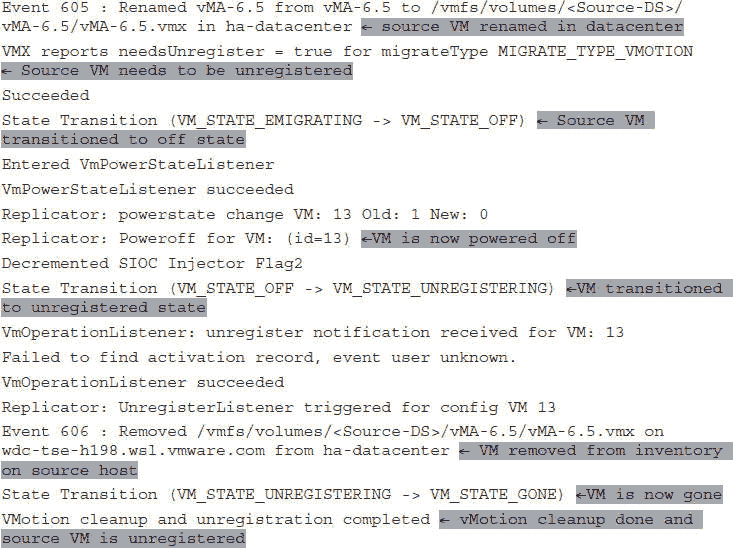 Event 605 : Renamed vMA-6.5 from vMA-6.5 to /vmfs/volumes/<Source-DS>/
vMA-6.5/vMA-6.5.vmx in ha-datacenter ← source VM renamed in datacenter
VMX reports needsUnregister = true for migrateType MIGRATE_TYPE_VMOTION
← Source VM needs to be unregistered
Succeeded
State Transition (VM_STATE_EMIGRATING -> VM_STATE_OFF) ← Source VM
transitioned to off state
Entered VmPowerStateListener
VmPowerStateListener succeeded
Replicator: powerstate change VM: 13 Old: 1 New: 0
Replicator: Poweroff for VM: (id=13) ←VM is now powered off
Decremented SIOC Injector Flag2
State Transition (VM_STATE_OFF -> VM_STATE_UNREGISTERING) ←VM transitioned
to unregistered state
VmOperationListener: unregister notification received for VM: 13
Failed to find activation record, event user unknown.
VmOperationListener succeeded
Replicator: UnregisterListener triggered for config VM 13
Event 606 : Removed /vmfs/volumes/<Source-DS>/vMA-6.5/vMA-6.5.vmx on
wdc-tse-h198.wsl.vmware.com from ha-datacenter ← VM removed from inventory
on source host
State Transition (VM_STATE_UNREGISTERING -> VM_STATE_GONE) ←VM is now gone
VMotion cleanup and unregistration completed ← vMotion cleanup done and
source VM is unregistered